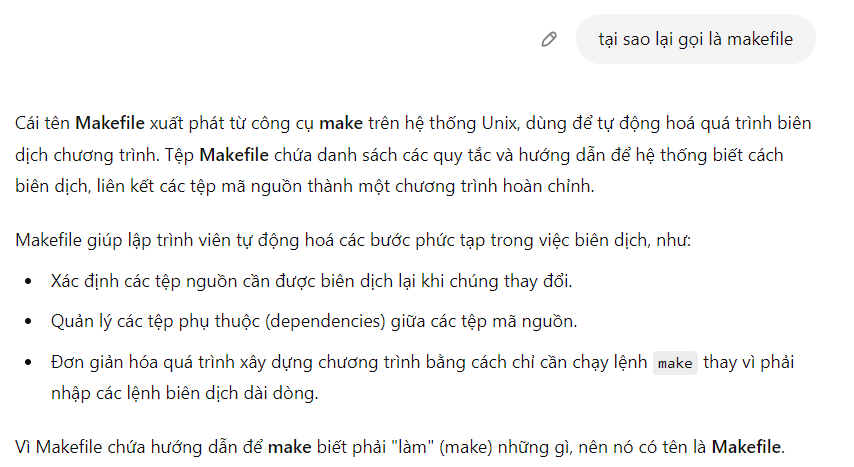 tại sao lại gọi là makefile
Cái tên Makefile xuất phát từ công cụ make trên hệ thống Unix, dùng để tự động hoá quá trình biên
dịch chương trình. Tệp Makefile chứa danh sách các quy tắc và hướng dẫn để hệ thống biết cách
biên dịch, liên kết các tệp mã nguồn thành một chương trình hoàn chỉnh.
Makefile giúp lập trình viên tự động hoá các bước phức tạp trong việc biên dịch, như:
• Xác định các tệp nguồn cần được biên dịch lại khi chúng thay đổi.
• Quản lý các tệp phụ thuộc (dependencies) giữa các tệp mã nguồn.
• Đơn giản hóa quá trình xây dựng chương trình bằng cách chỉ cần chạy lệnh make thay vì phải
nhập các lệnh biên dịch dài dòng.
Vì Makefile chứa hướng dẫn để make biết phải "làm" (make) những gì, nên nó có tên là Makefile.